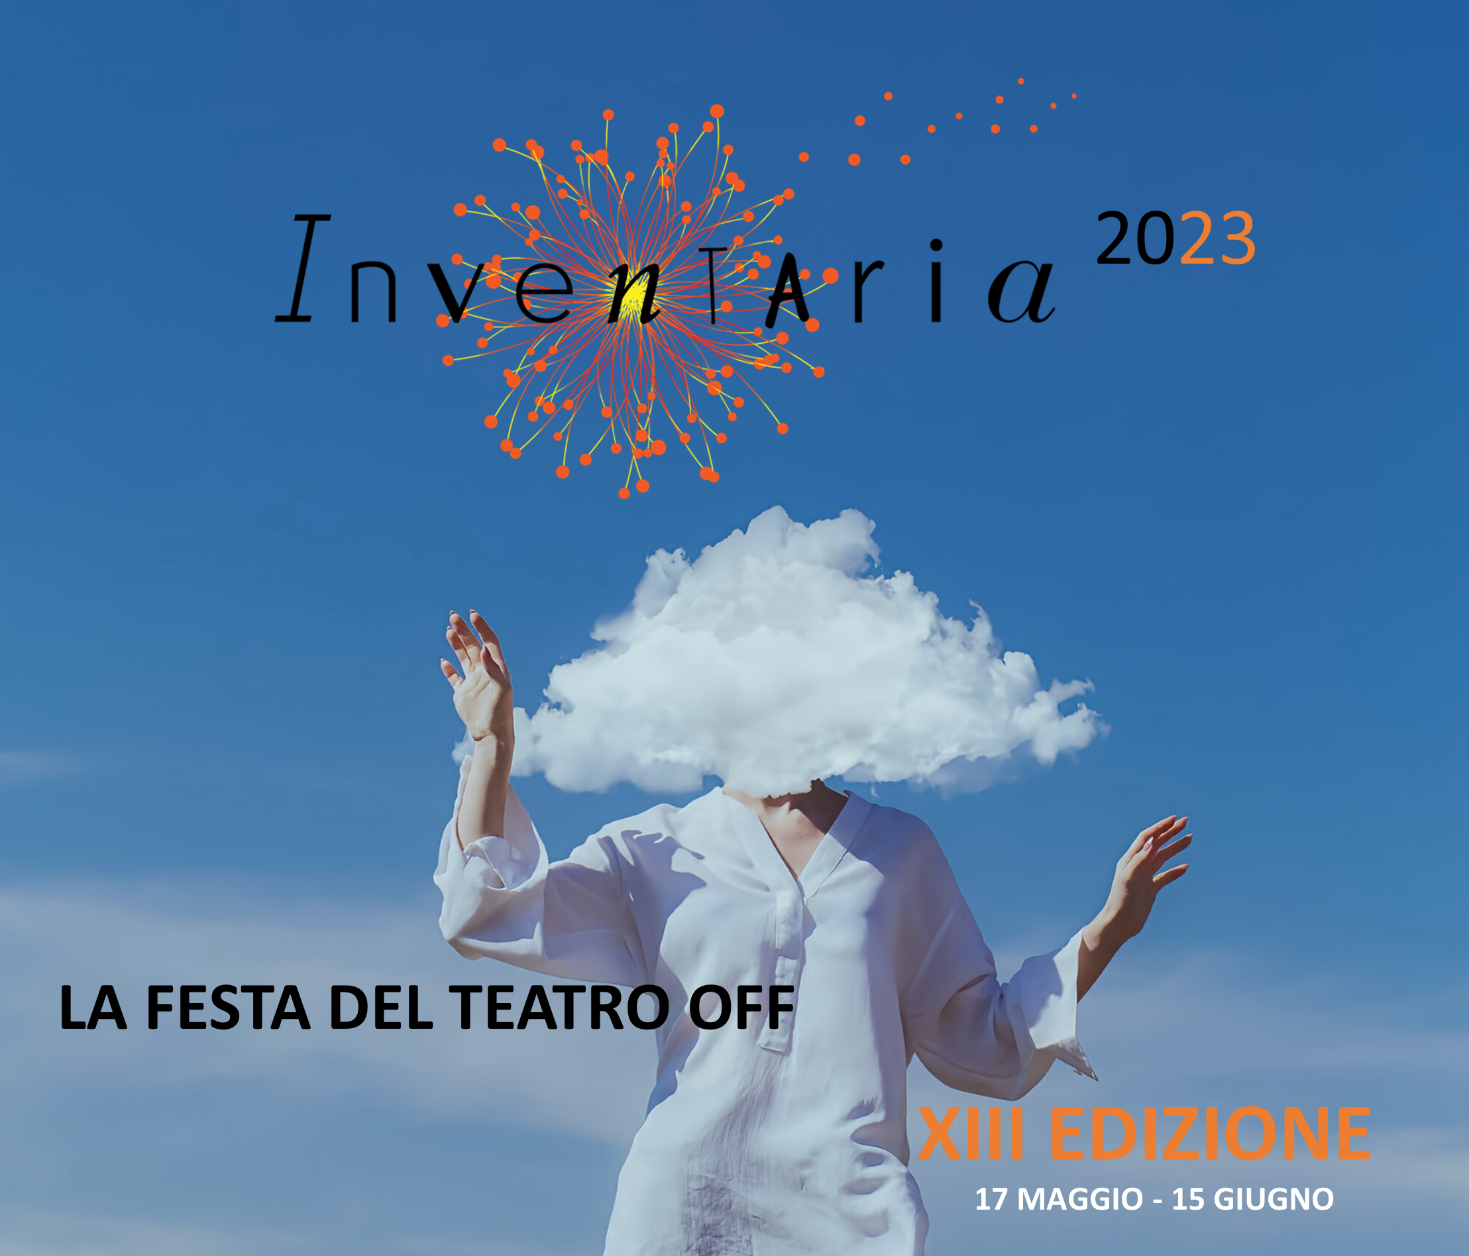 InvenTAria 2023
LA FESTA DEL TEATRO OFF
XIII EDIZIONE
17 MAGGIO - 15 GIUGNO